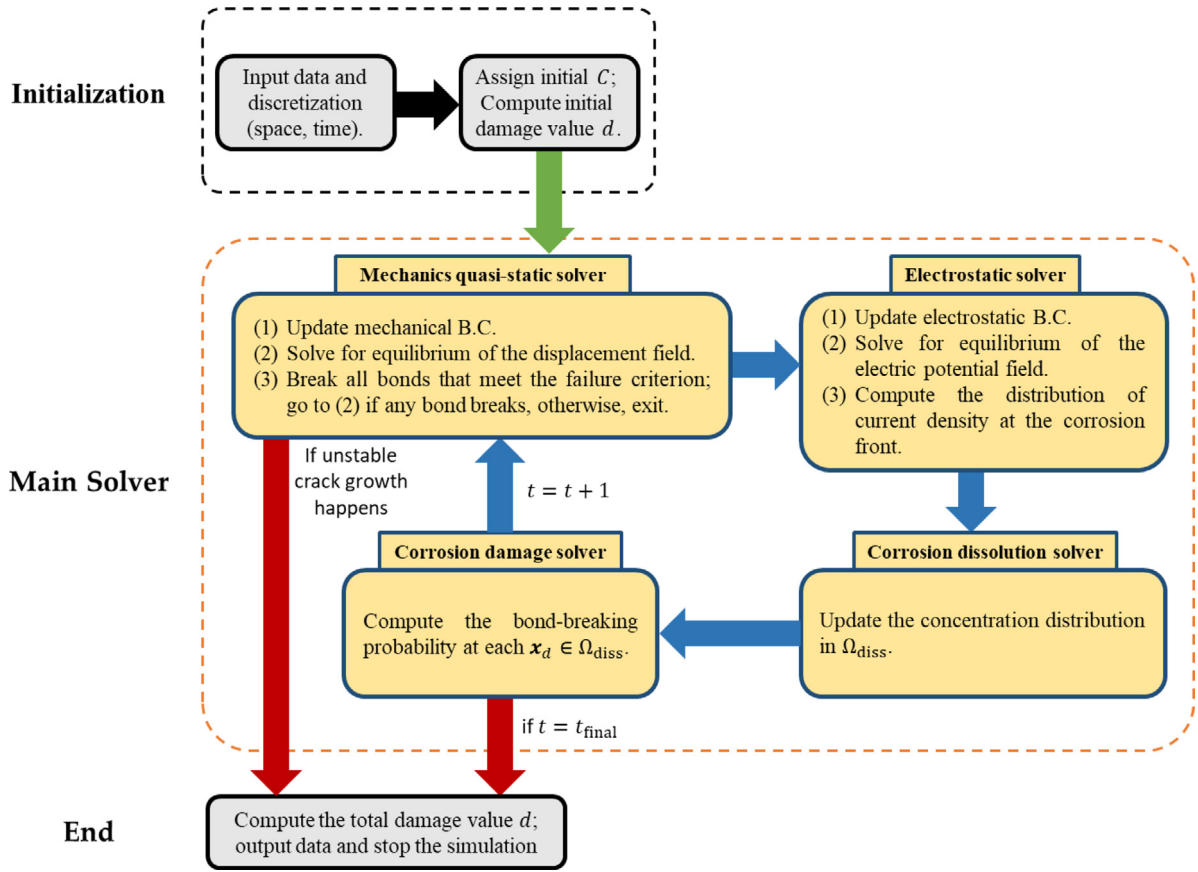 Initialization
Input data and
discretization
(space, time).
Assign initial C;
Compute initial
damage value d.
Main Solver
Mechanics quasi-static solver
(1) Update mechanical B.C.
(2) Solve for equilibrium of the displacement field.
(3) Break all bonds that meet the failure criterion;
go to (2) if any bond breaks, otherwise, exit.
Electrostatic solver
(1) Update electrostatic B.C.
(2) Solve for equilibrium of the
electric potential field.
(3) Compute the distribution of
current density at the corrosion
front.
If unstable
crack growth
happens
t = t + 1
Corrosion damage solver
Compute the bond-breaking
probability at each 𝒙_d ∈ Ω_diss.
Corrosion dissolution solver
Update the concentration distribution
in Ω_diss.
if t = t_final
End
Compute the total damage value d;
output data and stop the simulation